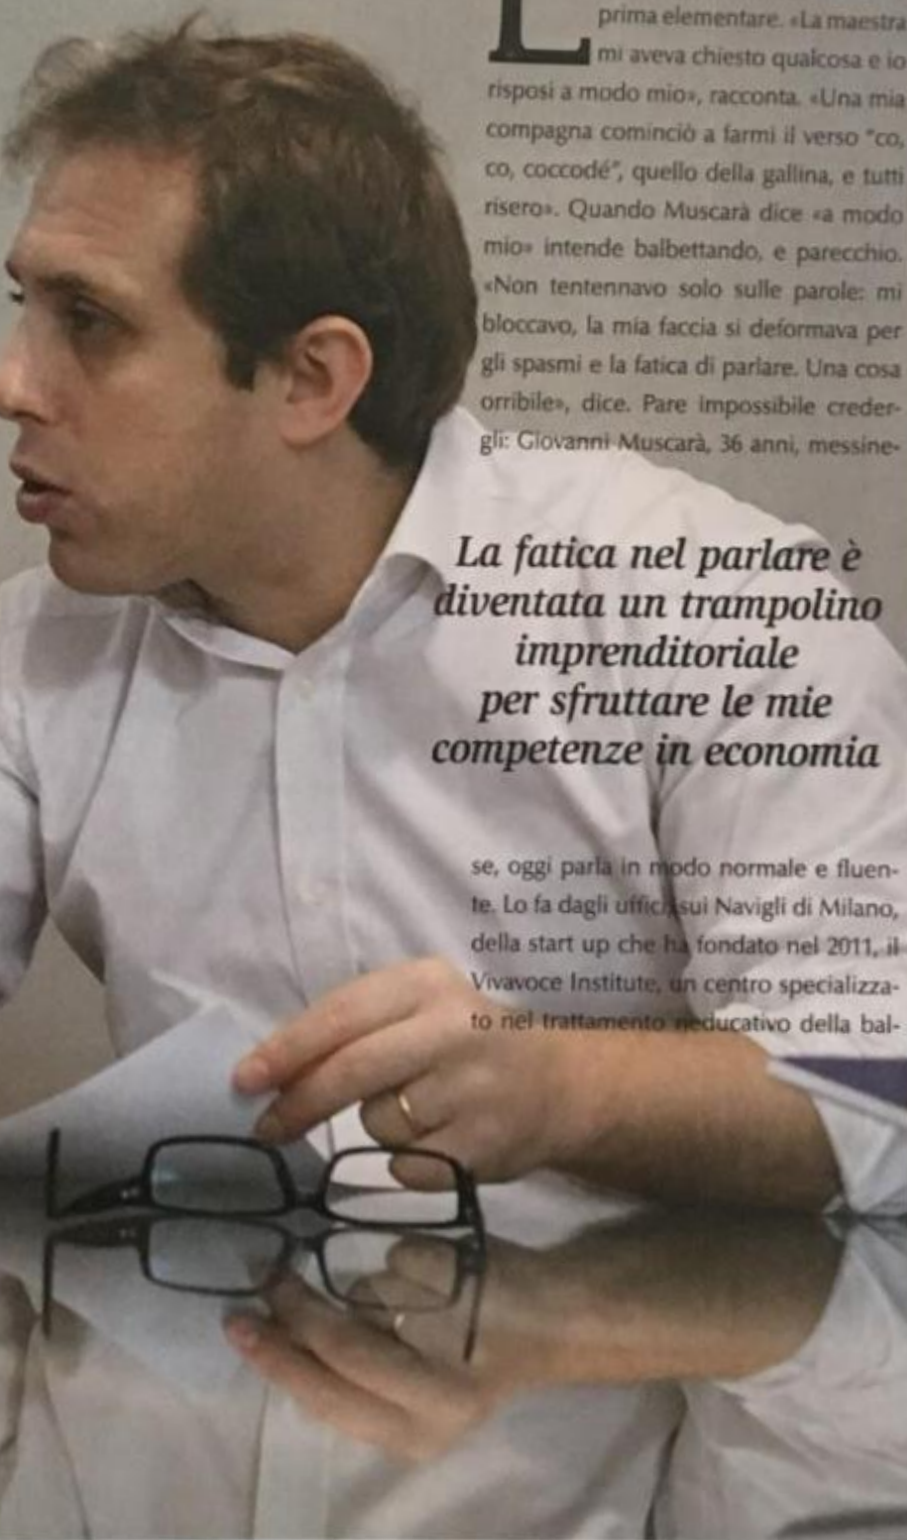 L
prima elementare. «La maestra
mi aveva chiesto qualcosa e io
risposi a modo mio», racconta. «Una mia
compagna cominciò a farmi il verso "co,
co, coccodé", quello della gallina, e tutti
risero». Quando Muscarà dice «a modo
mio» intende balbettando, e parecchio.
«Non tentennavo solo sulle parole: mi
bloccavo, la mia faccia si deformava per
gli spasmi e la fatica di parlare. Una cosa
orribile», dice. Pare impossibile creder-
gli: Giovanni Muscarà, 36 anni, messine-
La fatica nel parlare è
diventata un trampolino
imprenditoriale
per sfruttare le mie
competenze in economia
se, oggi parla in modo normale e fluen-
te. Lo fa dagli uffici sui Navigli di Milano,
della start up che ha fondato nel 2011, il
Vivavoce Institute, un centro specializza-
to nel trattamento rieducativo della bal-